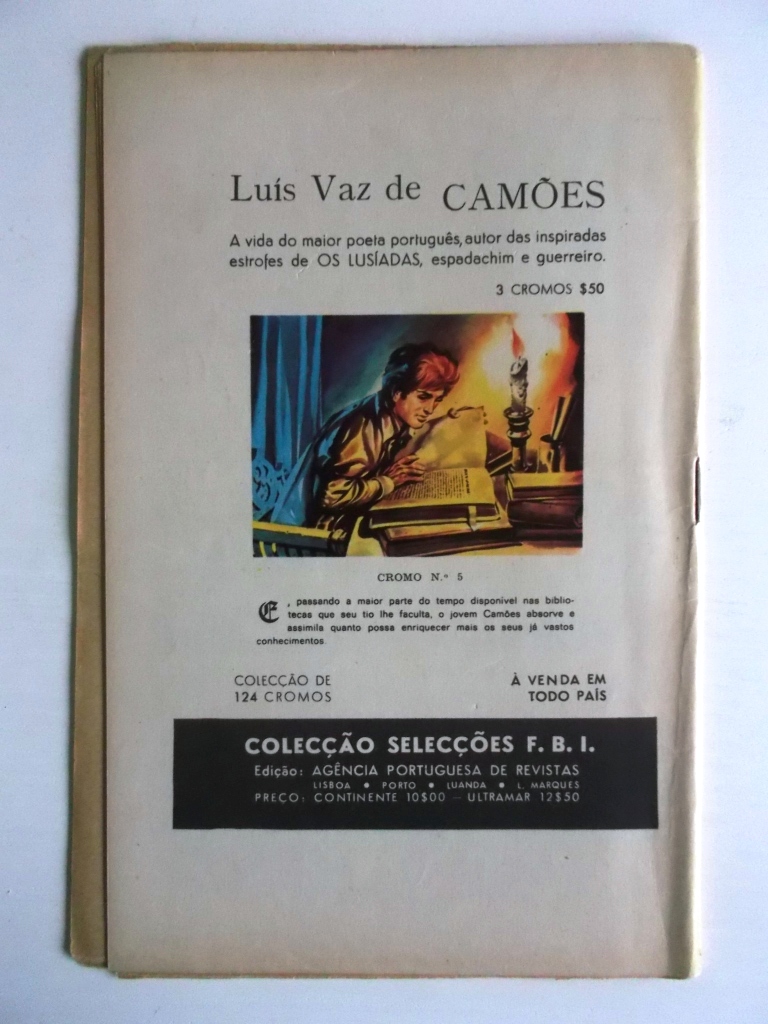 Luís Vaz de CAMÕES
A vida do maior poeta português, autor das inspiradas
estrofes de OS LUSÍADAS, espadachim e guerreiro.
3 CROMOS $50
CROMO N.º 5
E, passando a maior parte do tempo disponível nas biblio-
tecas que seu tio lhe faculta, o jovem Camões absorve e
assimila quanto possa enriquecer mais os seus já vastos
conhecimentos.
COLECÇÃO DE
124 CROMOS
À VENDA EM
TODO PAÍS
COLECÇÃO SELECÇÕES F. B. I.
Edição: AGÊNCIA PORTUGUESA DE REVISTAS
LISBOA • PORTO • LUANDA • L. MARQUES
PREÇO: CONTINENTE 10$00 — ULTRAMAR 12$50